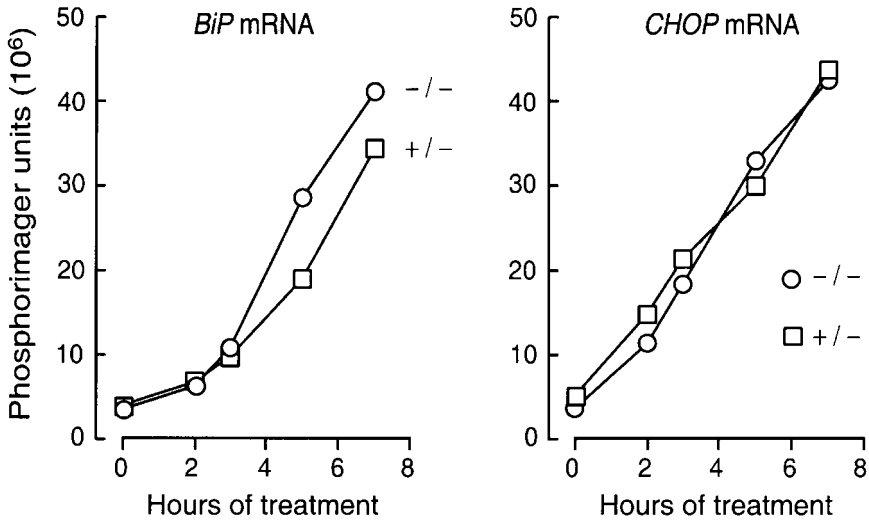 Phosphorimager units (10⁶)
BiP mRNA
50
40
30
20
10
0
0 2 4 6 8
Hours of treatment
−/−
+/−
CHOP mRNA
50
40
30
20
10
0
0 2 4 6 8
Hours of treatment
−/−
+/−